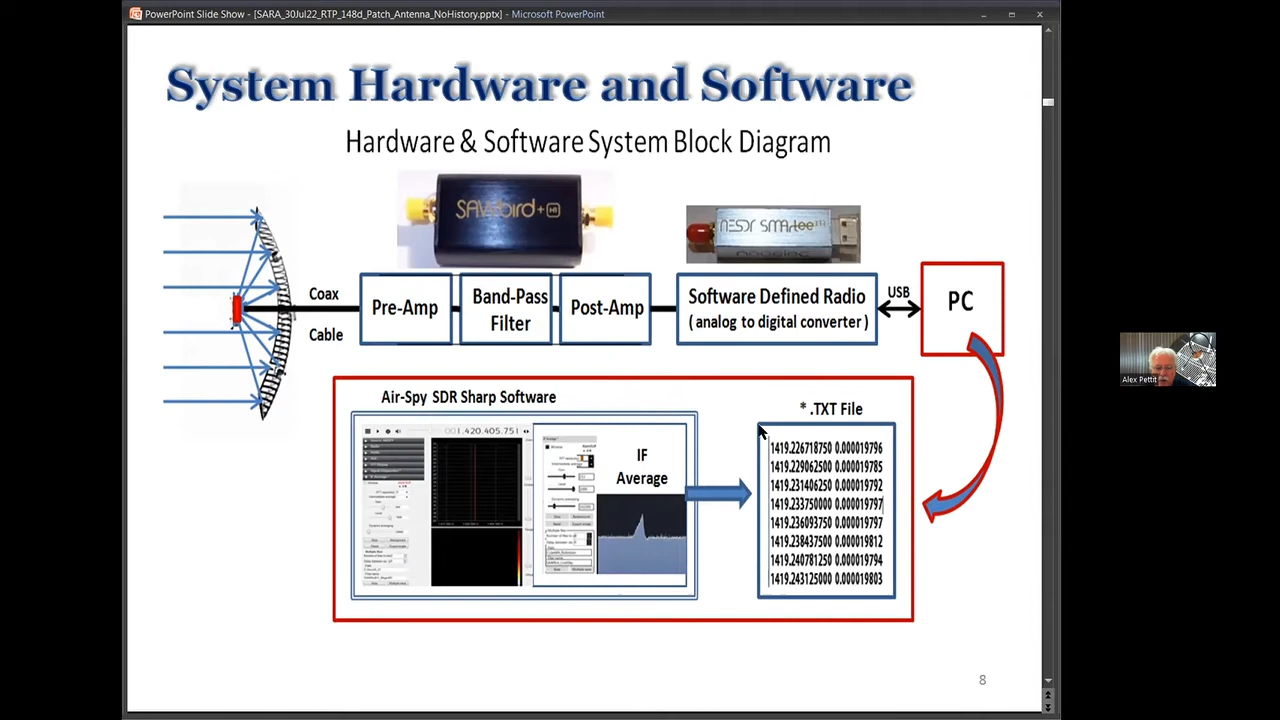 PowerPoint Slide Show - [SARA_30Jul22_RTP_148d_Patch_Antenna_NoHistory.pptx] - Microsoft PowerPoint
System Hardware and Software
Hardware & Software System Block Diagram
SAWbird+ H1
NESDR SMArtee
Coax
Cable
Pre-Amp
Band-Pass
Filter
Post-Amp
Software Defined Radio
( analog to digital converter )
USB
PC
Air-Spy SDR Sharp Software
1.420.405.751
IF
Average
* .TXT File
1419.226718750 0.000019796
1419.229062500 0.000019785
1419.231406250 0.000019792
1419.233750000 0.000019797
1419.236093750 0.000019797
1419.238437500 0.000019812
1419.240781250 0.000019794
1419.243125000 0.000019803
8
Alex Pettit